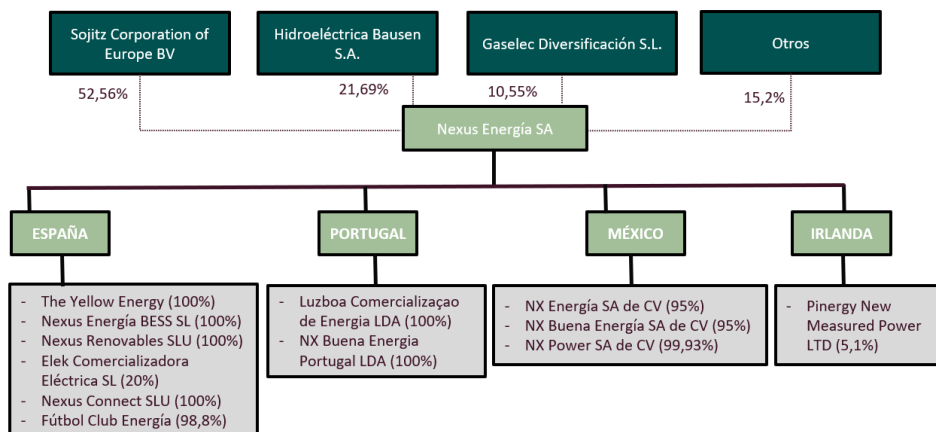 Sojitz Corporation of
Europe BV
Hidroeléctrica Bausen
S.A.
Gaselec Diversificación S.L.
Otros
52,56%
21,69%
10,55%
15,2%
Nexus Energía SA
ESPAÑA
PORTUGAL
MÉXICO
IRLANDA
- The Yellow Energy (100%)
- Nexus Energía BESS SL (100%)
- Nexus Renovables SLU (100%)
- Elek Comercializadora
Eléctrica SL (20%)
- Nexus Connect SLU (100%)
- Fútbol Club Energía (98,8%)
- Luzboa Comercializaçao
de Energia LDA (100%)
- NX Buena Energia
Portugal LDA (100%)
- NX Energía SA de CV (95%)
- NX Buena Energía SA de CV (95%)
- NX Power SA de CV (99,93%)
- Pinergy New
Measured Power
LTD (5,1%)